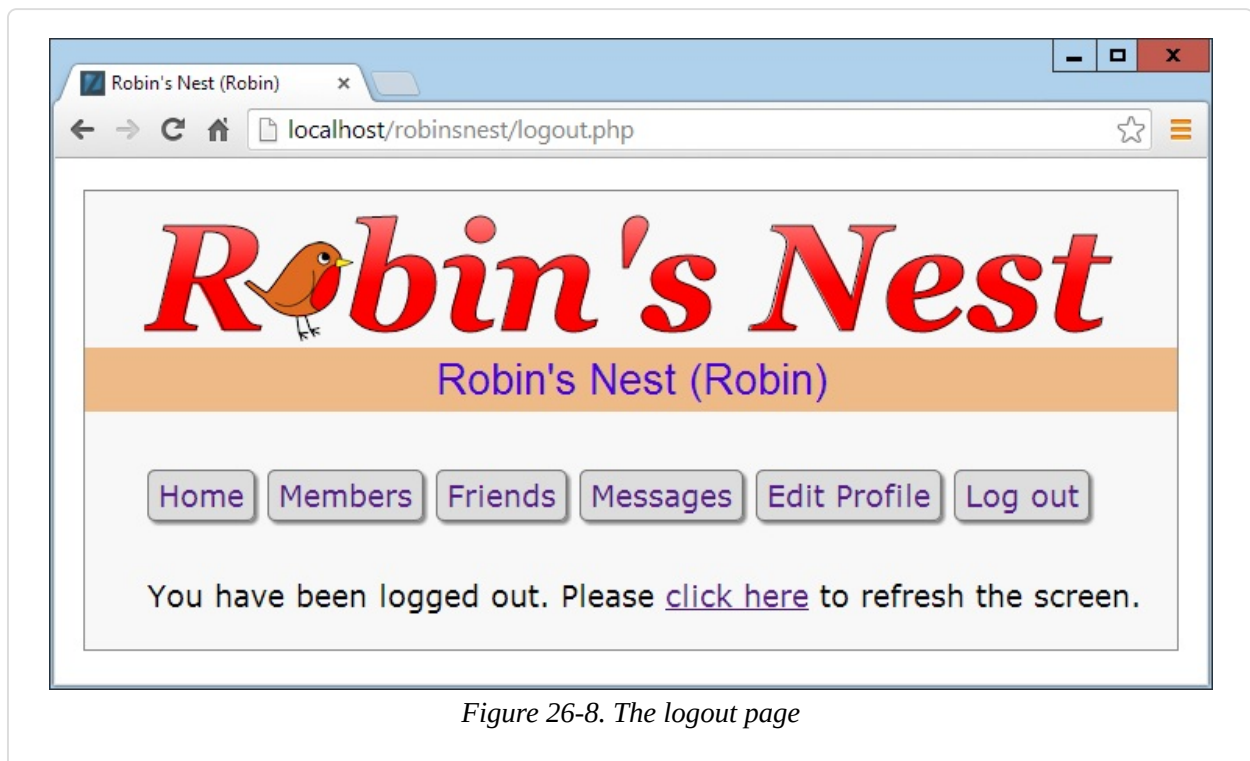 Robin's Nest (Robin)
localhost/robinsnest/logout.php
Robin's Nest
Robin's Nest (Robin)
Home Members Friends Messages Edit Profile Log out
You have been logged out. Please click here to refresh the screen.
Figure 26-8. The logout page